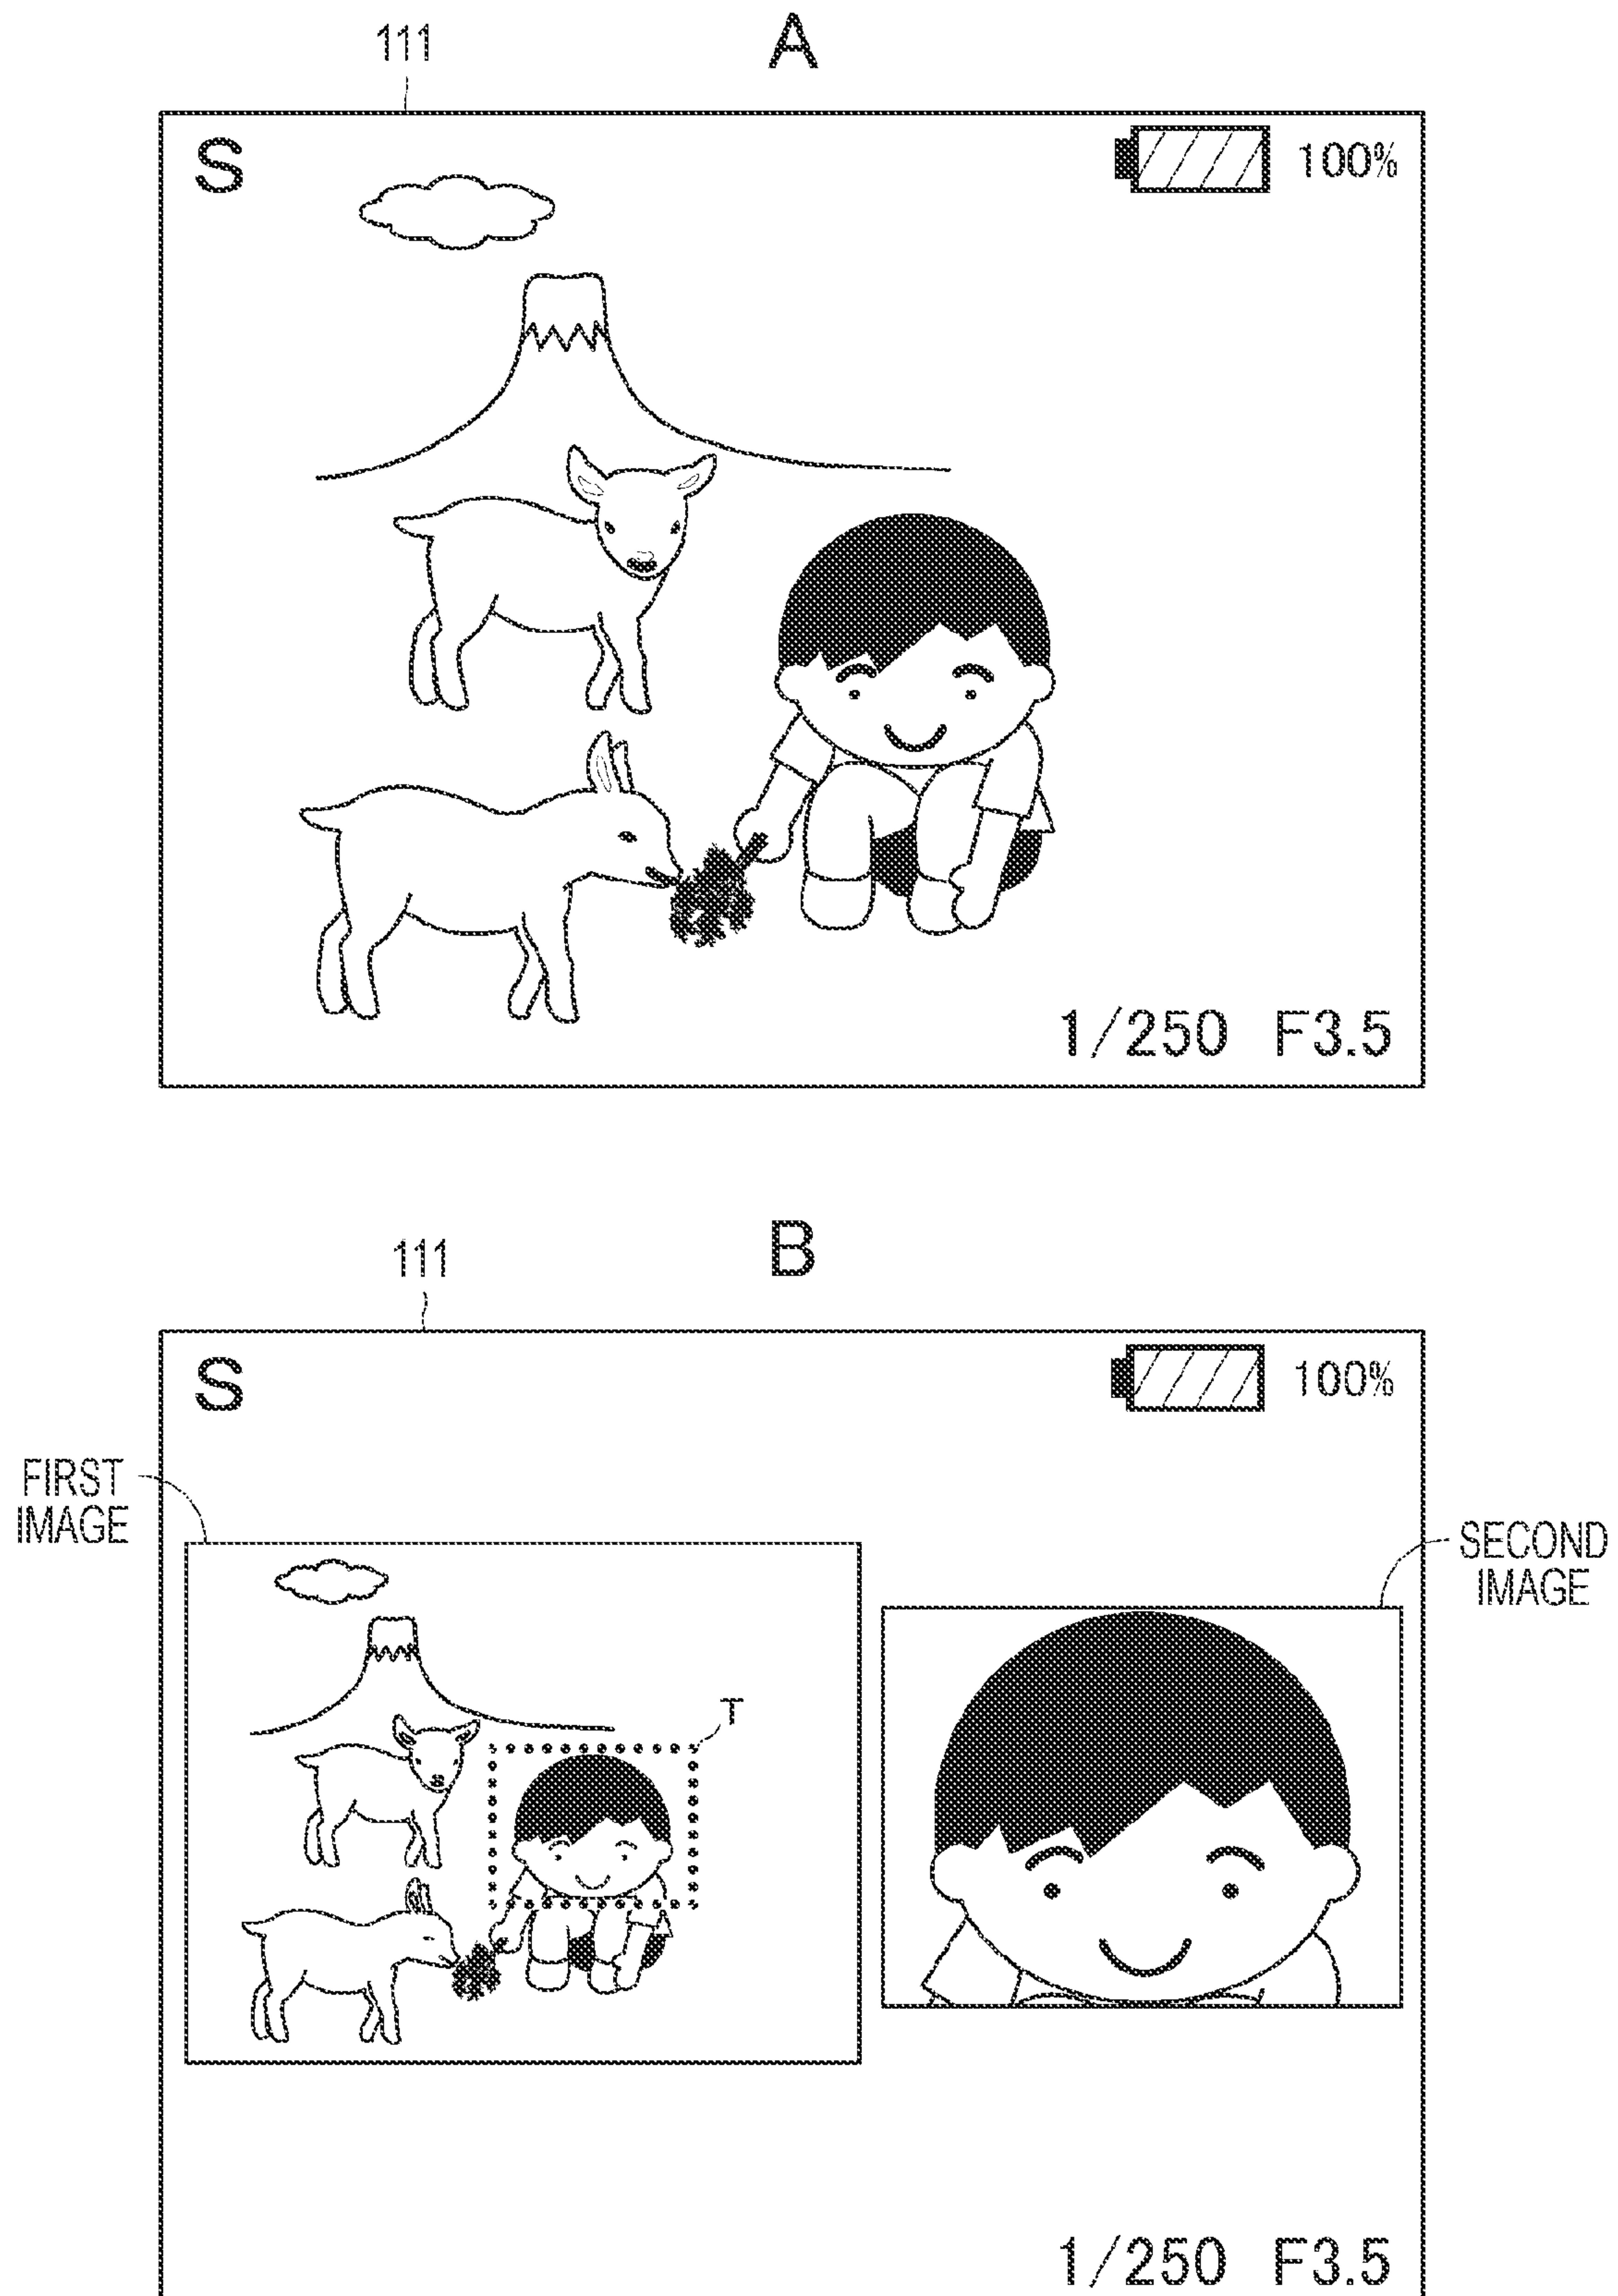 A
111
S
100%
1/250 F3.5
B
111
S
100%
FIRST
IMAGE
SECOND
IMAGE
T
1/250 F3.5